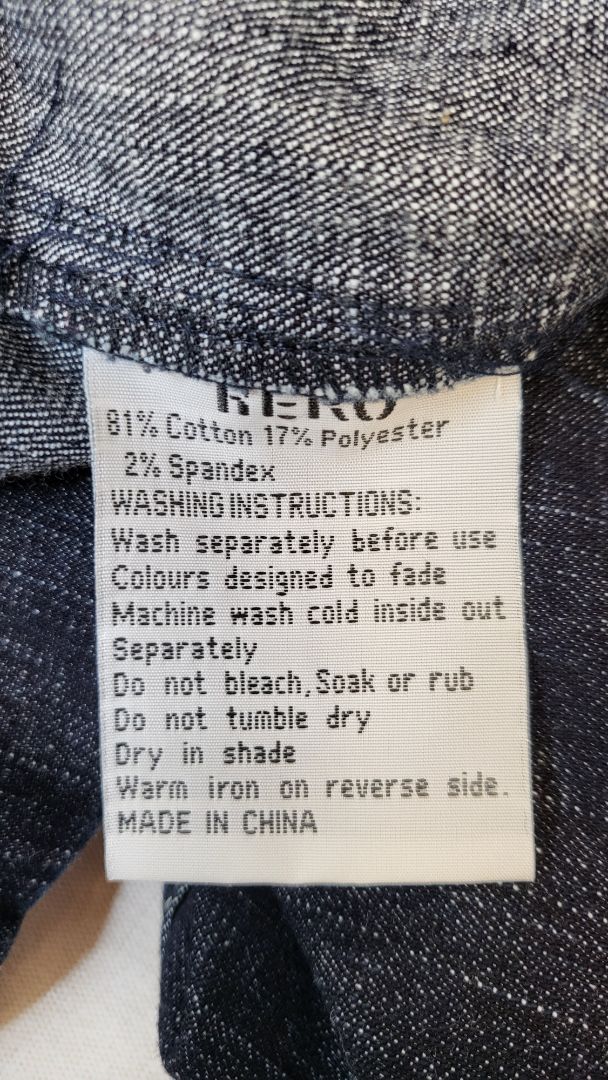 81% Cotton 17% Polyester
2% Spandex
WASHING INSTRUCTIONS:
Wash separately before use
Colours designed to fade
Machine wash cold inside out
Separately
Do not bleach,Soak or rub
Do not tumble dry
Dry in shade
Warm iron on reverse side.
MADE IN CHINA